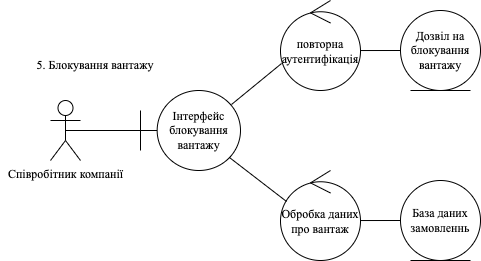 5. Блокування вантажу
Співробітник компанії
Інтерфейс
блокування
вантажу
повторна
аутентифікація
Дозвіл на
блокування
вантажу
Обробка даних
про вантаж
База даних
замовленнь